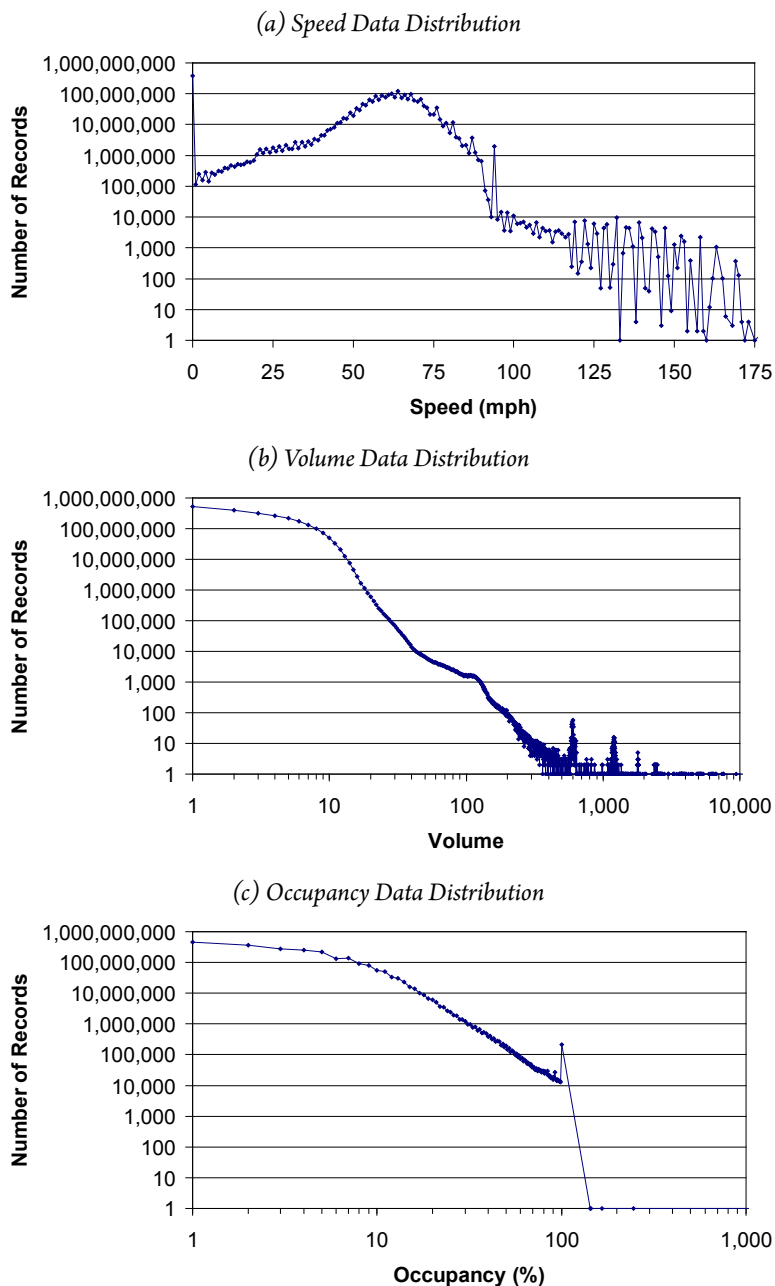 (a) Speed Data Distribution
1,000,000,000
100,000,000
10,000,000
1,000,000
100,000
10,000
1,000
100
10
1
Number of Records
0 25 50 75 100 125 150 175
Speed (mph)
(b) Volume Data Distribution
1,000,000,000
100,000,000
10,000,000
1,000,000
100,000
10,000
1,000
100
10
1
Number of Records
1 10 100 1,000 10,000
Volume
(c) Occupancy Data Distribution
1,000,000,000
100,000,000
10,000,000
1,000,000
100,000
10,000
1,000
100
10
1
Number of Records
1 10 100 1,000
Occupancy (%)